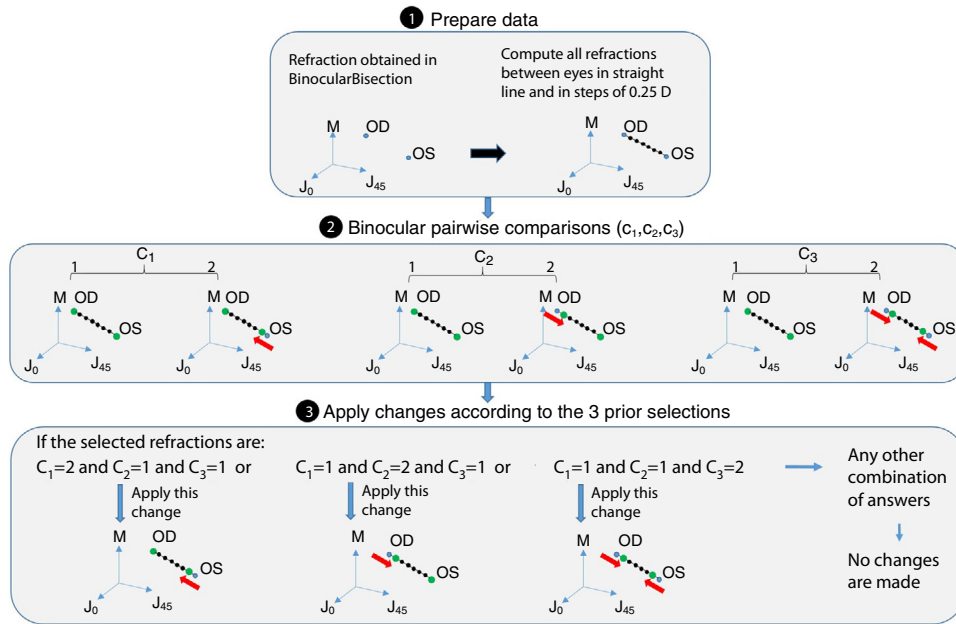 1 Prepare data
Refraction obtained in
BinocularBisection
Compute all refractions
between eyes in straight
line and in steps of 0.25 D
M OD
OS
J0 J45
M OD
OS
J0 J45
2 Binocular pairwise comparisons (c1,c2,c3)
C1
1 2
M OD
OS
J0 J45
M OD
OS
J0 J45
C2
1 2
M OD
OS
J0 J45
M OD
OS
J0 J45
C3
1 2
M OD
OS
J0 J45
M OD
OS
J0 J45
3 Apply changes according to the 3 prior selections
If the selected refractions are:
C1=2 and C2=1 and C3=1 or
C1=1 and C2=2 and C3=1 or
C1=1 and C2=1 and C3=2
Apply this
change
Apply this
change
Apply this
change
M OD
OS
J0 J45
M OD
OS
J0 J45
M OD
OS
J0 J45
Any other
combination
of answers
No changes
are made